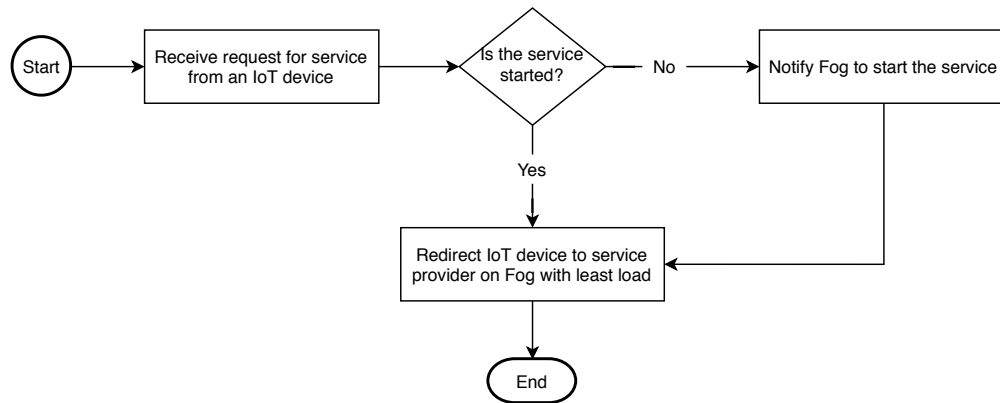 Start
Receive request for service
from an IoT device
Is the service
started?
No
Notify Fog to start the service
Yes
Redirect IoT device to service
provider on Fog with least load
End